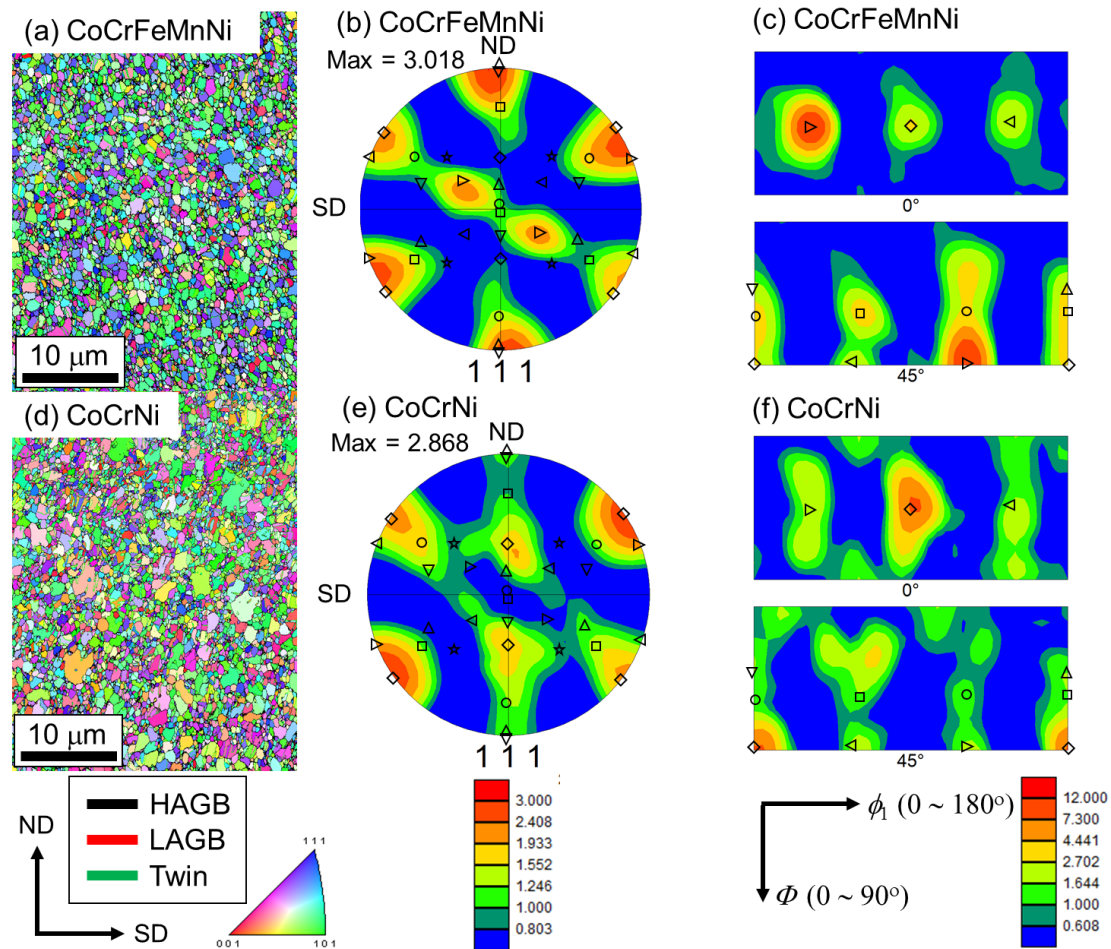 (a) CoCrFeMnNi
10 μm
(b) CoCrFeMnNi
Max = 3.018
ND
SD
1 1 1
(c) CoCrFeMnNi
0°
45°
(d) CoCrNi
10 μm
(e) CoCrNi
Max = 2.868
ND
SD
1 1 1
(f) CoCrNi
0°
45°
ND
SD
HAGB
LAGB
Twin
1 1 1
0 0 1
1 0 1
3.000
2.408
1.933
1.552
1.246
1.000
0.803
ϕ₁ (0 ~ 180°)
Φ (0 ~ 90°)
12.000
7.300
4.441
2.702
1.644
1.000
0.608